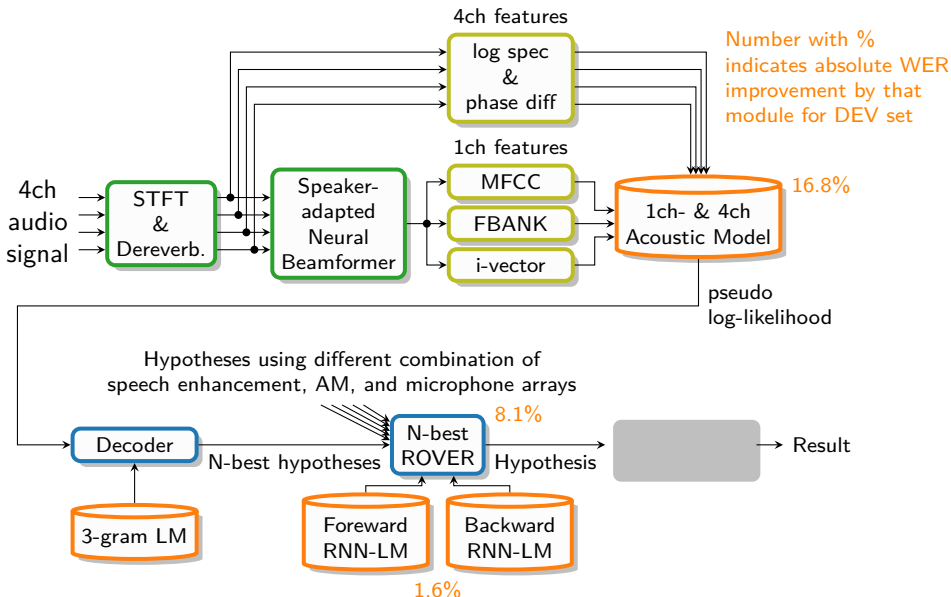 4ch features
log spec
&
phase diff
Number with %
indicates absolute WER
improvement by that
module for DEV set
1ch features
4ch
audio
signal
STFT
&
Dereverb.
Speaker-
adapted
Neural
Beamformer
MFCC
FBANK
i-vector
16.8%
1ch- & 4ch
Acoustic Model
pseudo
log-likelihood
Hypotheses using different combination of
speech enhancement, AM, and microphone arrays
8.1%
Decoder
N-best hypotheses
N-best
ROVER
Hypothesis
Result
3-gram LM
Foreward
RNN-LM
Backward
RNN-LM
1.6%